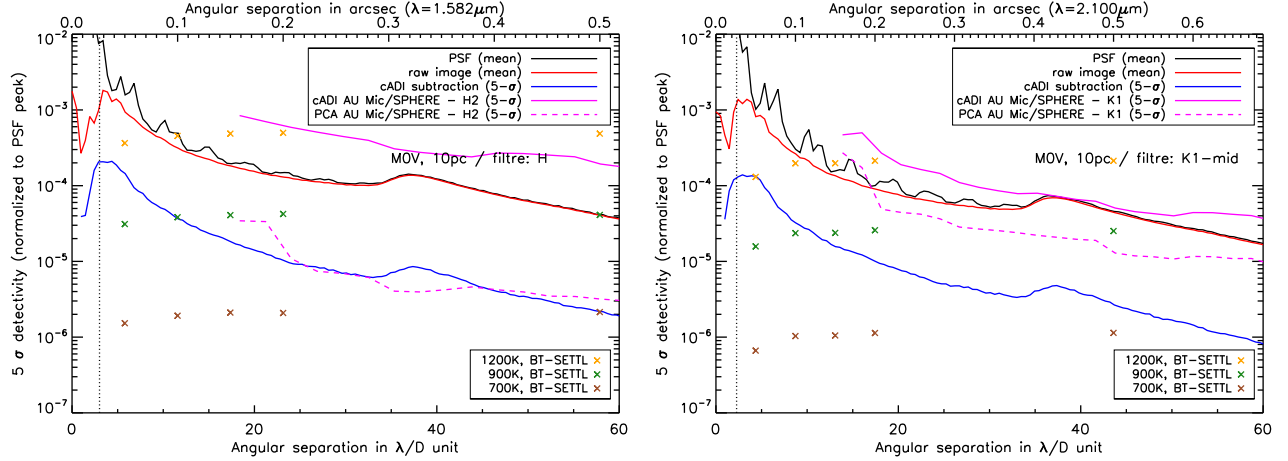 Angular separation in arcsec (λ=1.582μm)
0.0 0.1 0.2 0.3 0.4 0.5
10⁻²
10⁻³
10⁻⁴
10⁻⁵
10⁻⁶
10⁻⁷
5 σ detectivity (normalized to PSF peak)
PSF (mean)
raw image (mean)
cADI subtraction (5-σ)
cADI AU Mic/SPHERE - H2 (5-σ)
PCA AU Mic/SPHERE - H2 (5-σ)
M0V, 10pc / filtre: H
1200K, BT-SETTL
900K, BT-SETTL
700K, BT-SETTL
0 20 40 60
Angular separation in λ/D unit
Angular separation in arcsec (λ=2.100μm)
0.0 0.1 0.2 0.3 0.4 0.5 0.6
10⁻²
10⁻³
10⁻⁴
10⁻⁵
10⁻⁶
10⁻⁷
5 σ detectivity (normalized to PSF peak)
PSF (mean)
raw image (mean)
cADI subtraction (5-σ)
cADI AU Mic/SPHERE - K1 (5-σ)
PCA AU Mic/SPHERE - K1 (5-σ)
M0V, 10pc / filtre: K1-mid
1200K, BT-SETTL
900K, BT-SETTL
700K, BT-SETTL
0 20 40 60
Angular separation in λ/D unit